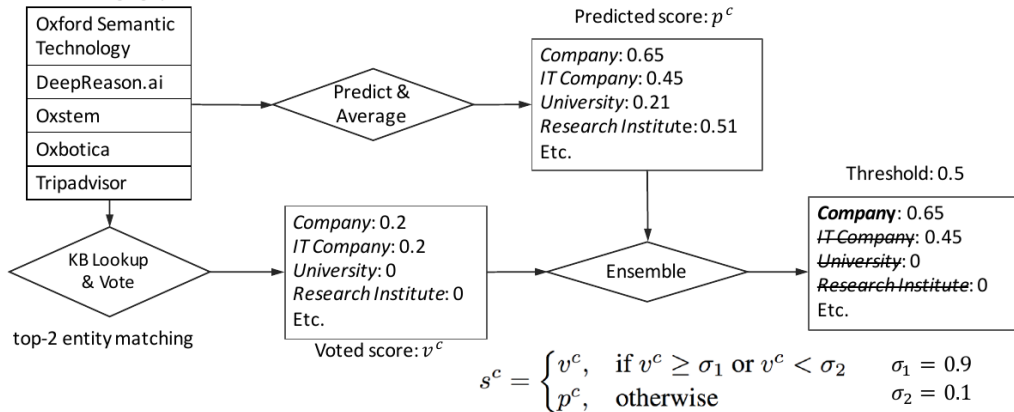 Oxford Semantic
Technology
DeepReason.ai
Oxstem
Oxbotica
Tripadvisor
Predict &
Average
Predicted score: p^c
Company: 0.65
IT Company: 0.45
University: 0.21
Research Institute: 0.51
Etc.
KB Lookup
& Vote
top-2 entity matching
Company: 0.2
IT Company: 0.2
University: 0
Research Institute: 0
Etc.
Voted score: v^c
Ensemble
Threshold: 0.5
Company: 0.65
IT Company: 0.45
University: 0
Research Institute: 0
Etc.
s^c = { v^c, if v^c ≥ σ₁ or v^c < σ₂ σ₁ = 0.9
p^c, otherwise σ₂ = 0.1